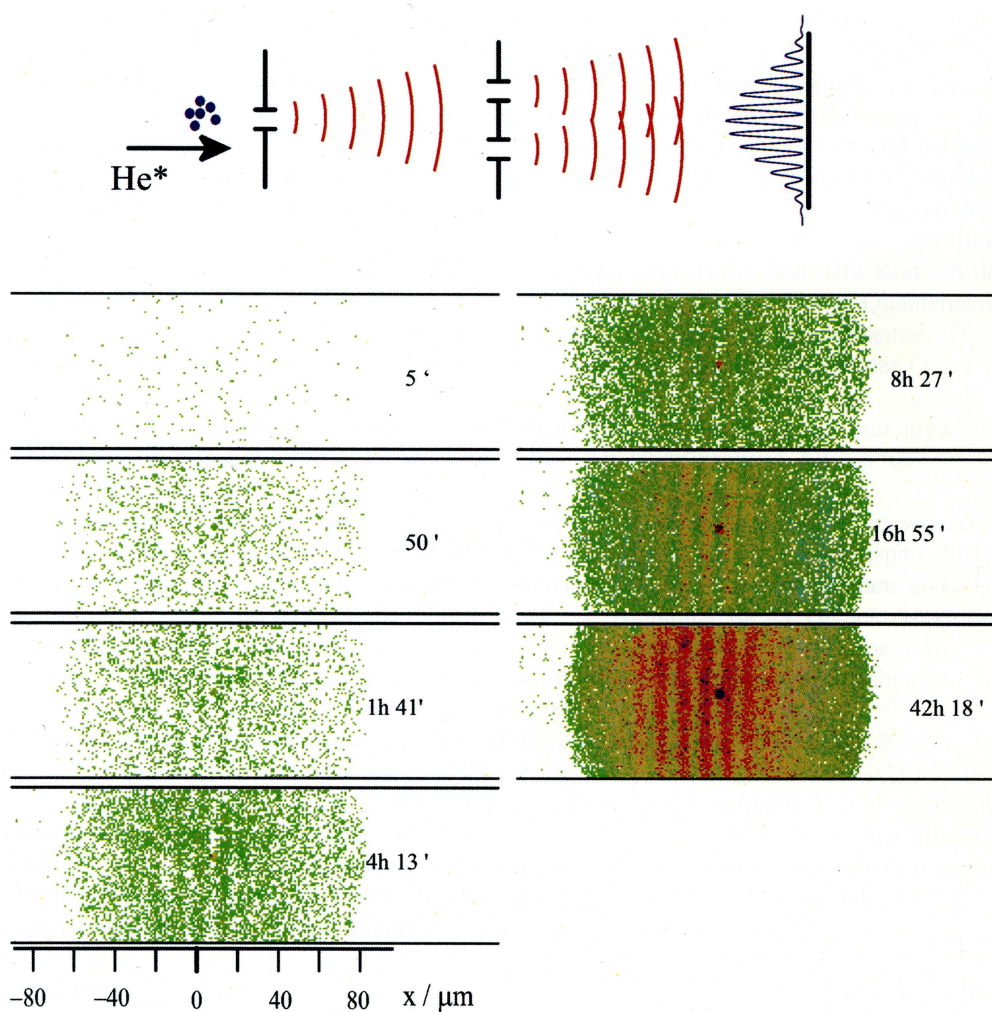 He*
5 ‘
50 '
1h 41'
4h 13 '
–80 –40 0 40 80 x / µm
8h 27 '
16h 55 '
42h 18 '